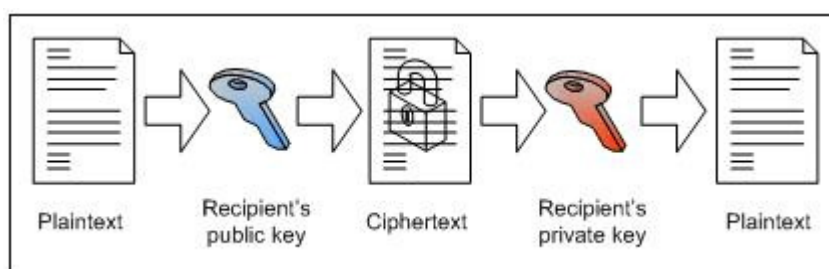 Plaintext
Recipient's
public key
Ciphertext
Recipient's
private key
Plaintext